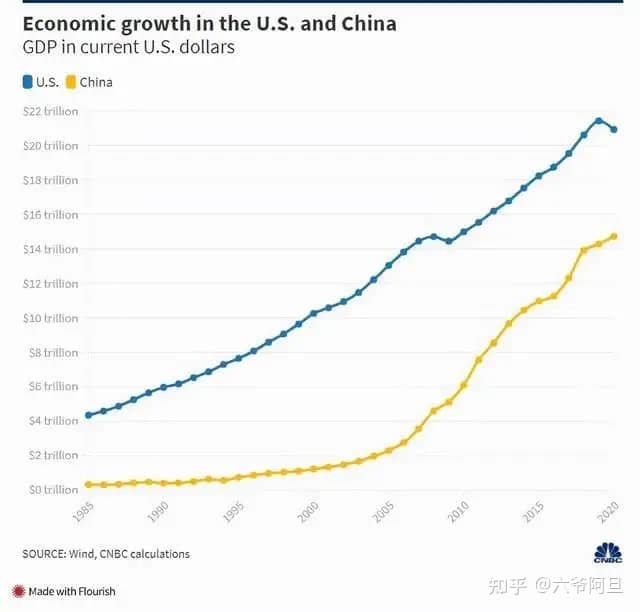 Economic growth in the U.S. and China
GDP in current U.S. dollars
U.S. China
$22 trillion
$20 trillion
$18 trillion
$16 trillion
$14 trillion
$12 trillion
$10 trillion
$8 trillion
$6 trillion
$4 trillion
$2 trillion
$0 trillion
1985 1990 1995 2000 2005 2010 2015 2020
SOURCE: Wind, CNBC calculations
CNBC
Made with Flourish
知乎 @六爷阿旦